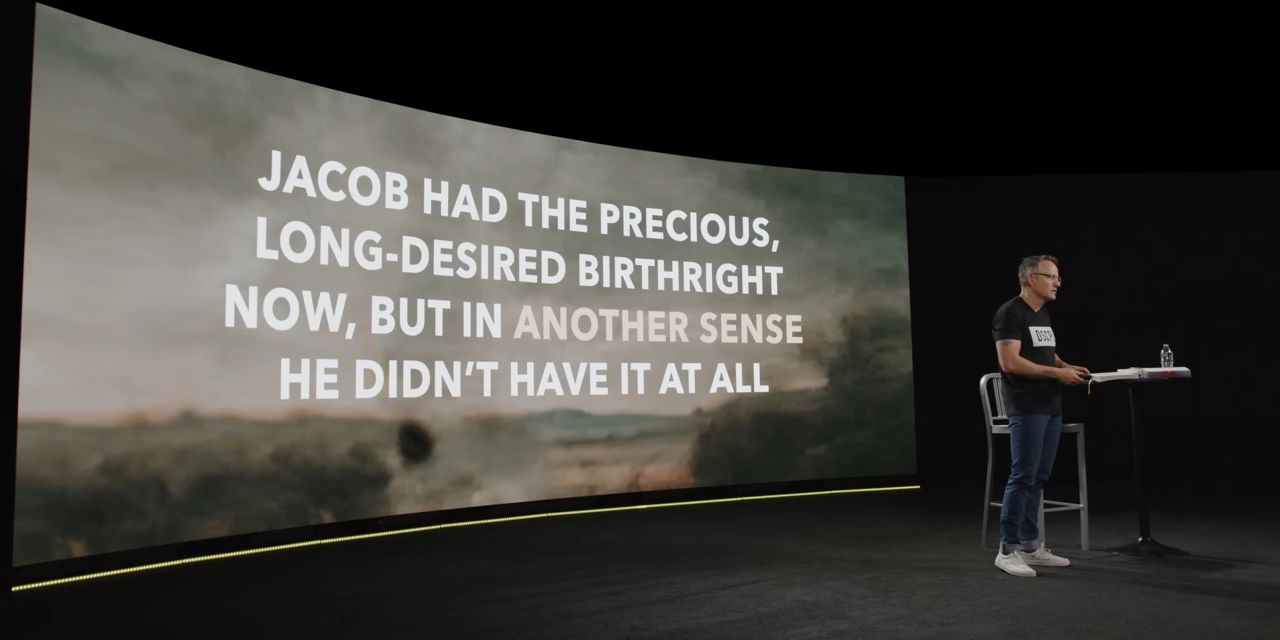 JACOB HAD THE PRECIOUS,
LONG-DESIRED BIRTHRIGHT
NOW, BUT IN ANOTHER SENSE
HE DIDN'T HAVE IT AT ALL